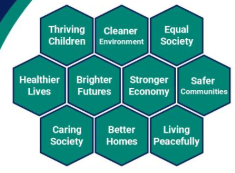 Thriving
Children
Cleaner
Environment
Equal
Society
Healthier
Lives
Brighter
Futures
Stronger
Economy
Safer
Communities
Caring
Society
Better
Homes
Living
Peacefully